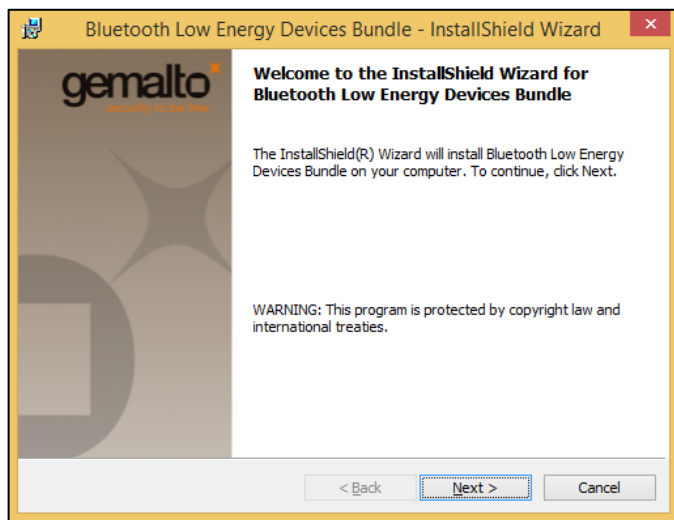 Bluetooth Low Energy Devices Bundle - InstallShield Wizard
gemalto
security to be free
Welcome to the InstallShield Wizard for
Bluetooth Low Energy Devices Bundle
The InstallShield(R) Wizard will install Bluetooth Low Energy
Devices Bundle on your computer. To continue, click Next.
WARNING: This program is protected by copyright law and
international treaties.
< Back Next > Cancel